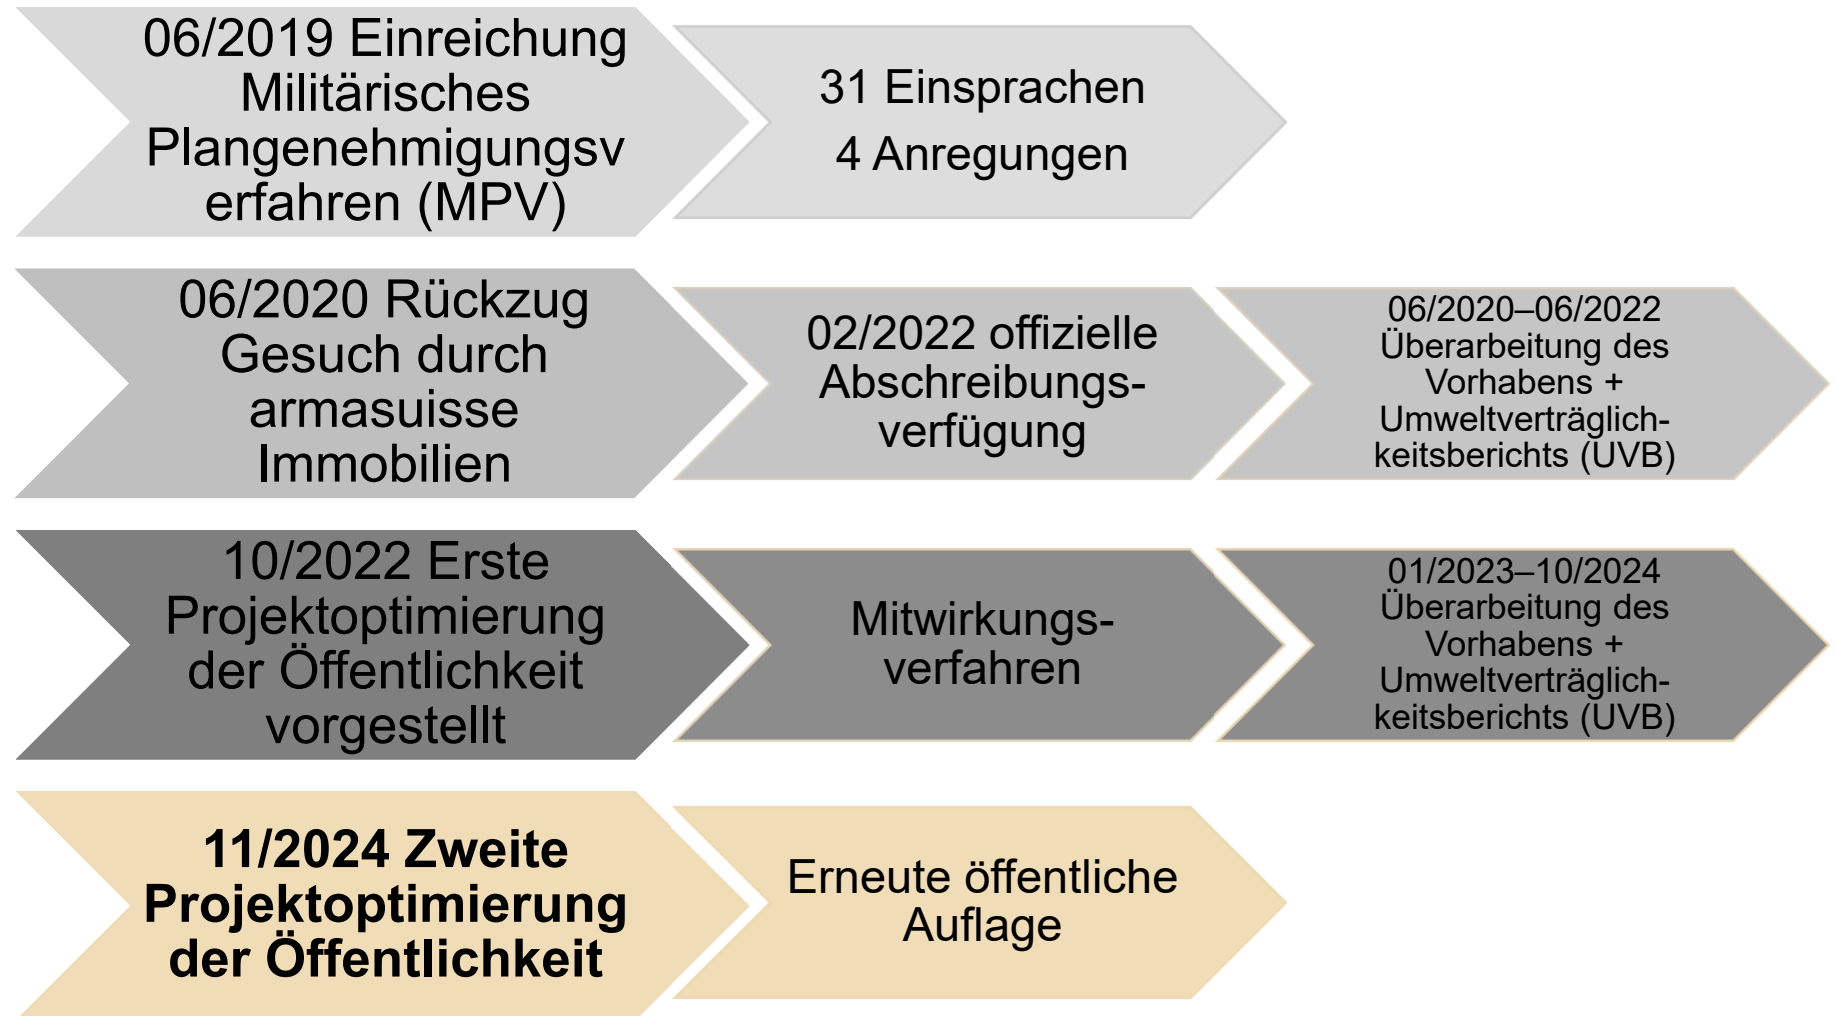 06/2019 Einreichung
Militärisches
Plangenehmigungsv
erfahren (MPV)
31 Einsprachen
4 Anregungen
06/2020 Rückzug
Gesuch durch
armasuisse
Immobilien
02/2022 offizielle
Abschreibungs-
verfügung
06/2020–06/2022
Überarbeitung des
Vorhabens +
Umweltverträglich-
keitsberichts (UVB)
10/2022 Erste
Projektoptimierung
der Öffentlichkeit
vorgestellt
Mitwirkungs-
verfahren
01/2023–10/2024
Überarbeitung des
Vorhabens +
Umweltverträglich-
keitsberichts (UVB)
11/2024 Zweite
Projektoptimierung
der Öffentlichkeit
Erneute öffentliche
Auflage